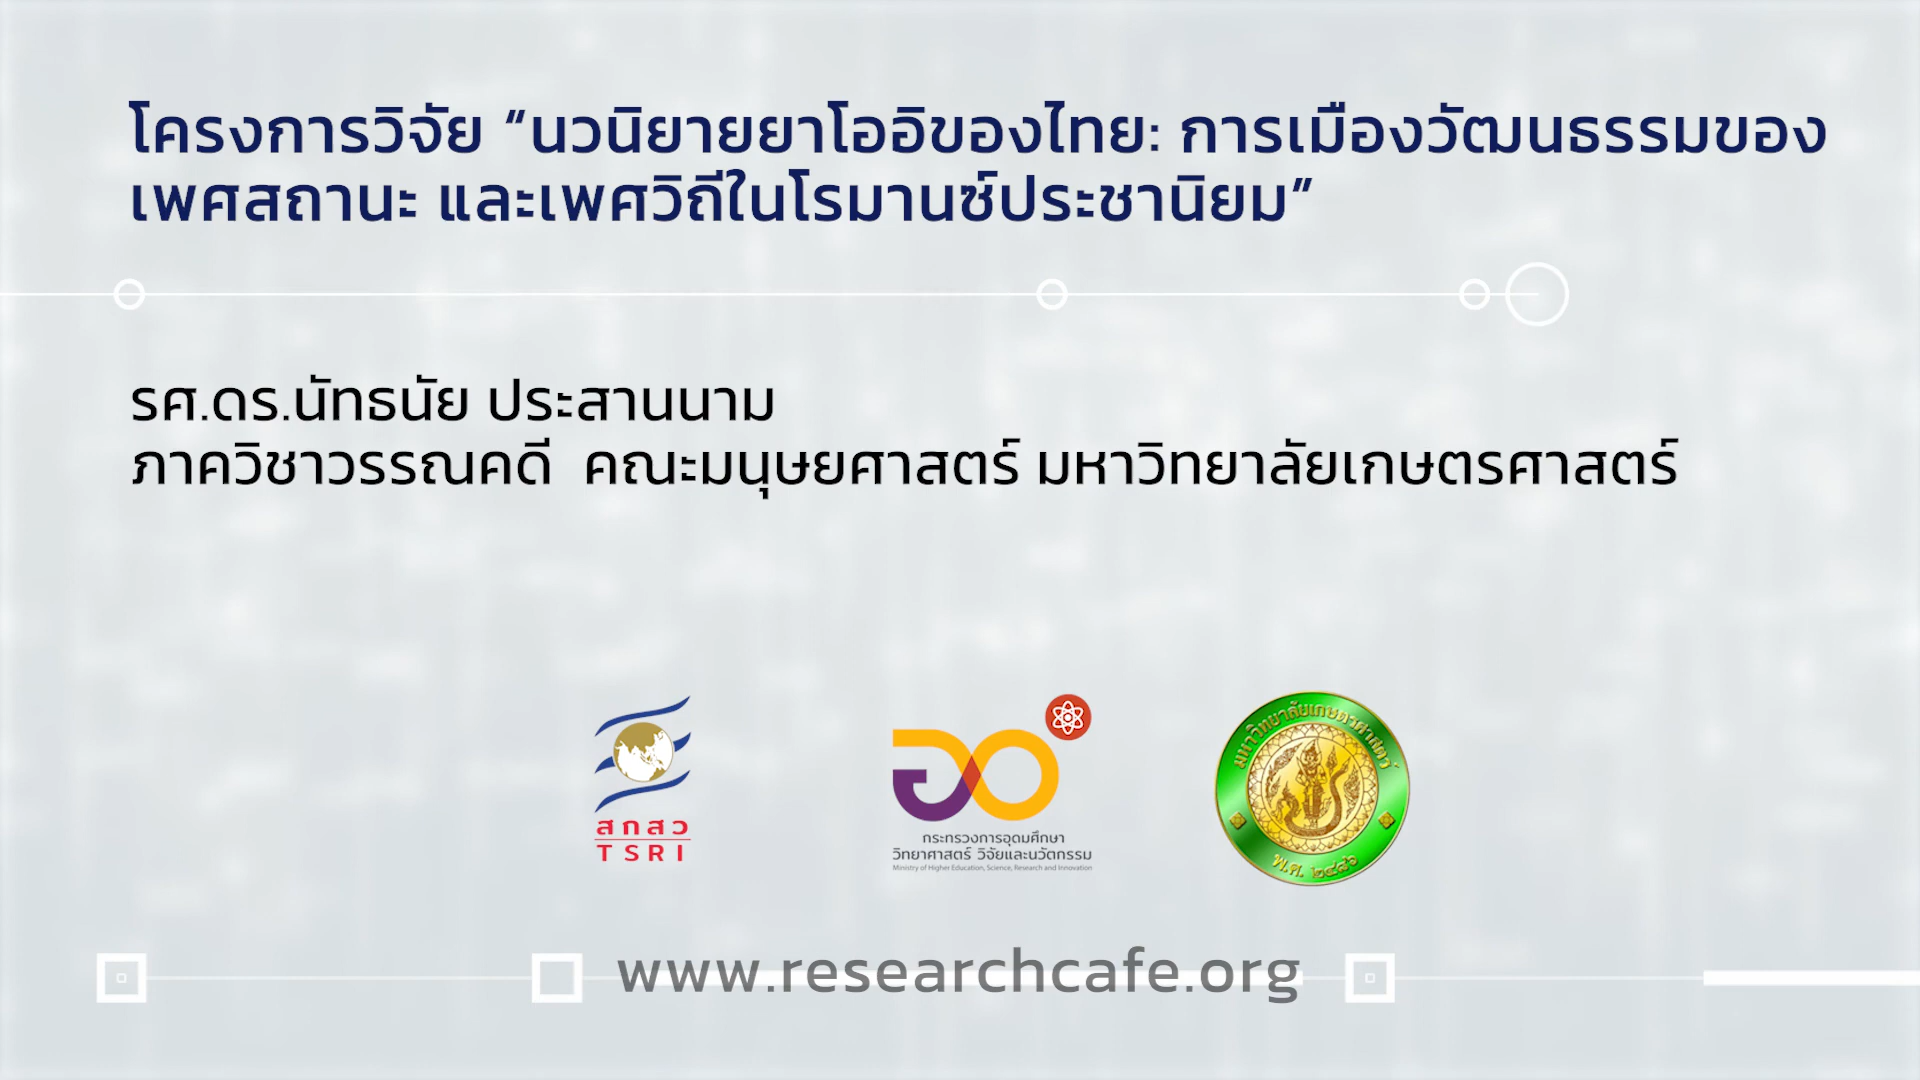 โครงการวิจัย “นวนิยายยาโออิของไทย: การเมืองวัฒนธรรมของ
เพศสถานะ และเพศวิถีในโรมานซ์ประชานิยม”
รศ.ดร.นัทธนัย ประสานนาม
ภาควิชาวรรณคดี  คณะมนุษยศาสตร์ มหาวิทยาลัยเกษตรศาสตร์
สกสว
TSRI
กระทรวงการอุดมศึกษา
วิทยาศาสตร์ วิจัยและนวัตกรรม
Ministry of Higher Education, Science, Research and Innovation
มหาวิทยาลัยเกษตรศาสตร์
พ.ศ. ๒๔๘๖
www.researchcafe.org